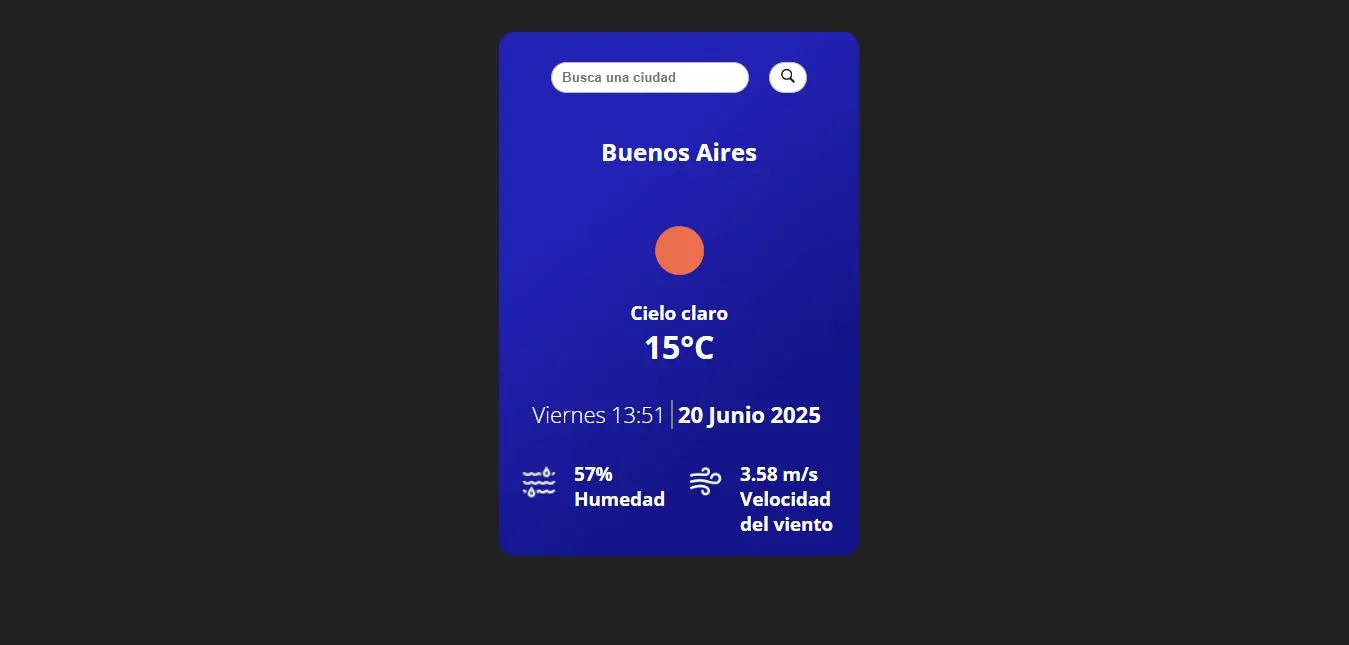 Busca una ciudad
Buenos Aires
Cielo claro
15°C
Viernes 13:51 20 Junio 2025
57%
Humedad
3.58 m/s
Velocidad
del viento